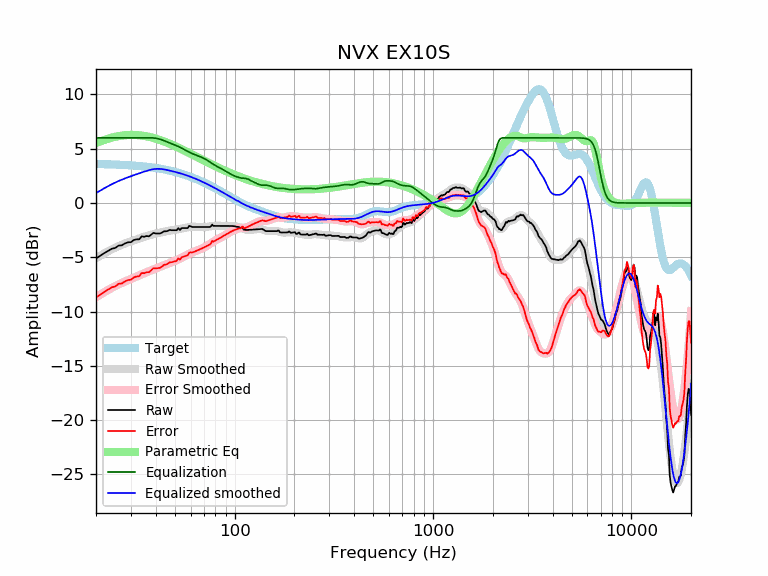 NVX EX10S
Amplitude (dBr)
10
5
0
−5
−10
−15
−20
−25
Target
Raw Smoothed
Error Smoothed
Raw
Error
Parametric Eq
Equalization
Equalized smoothed
100
1000
10000
Frequency (Hz)